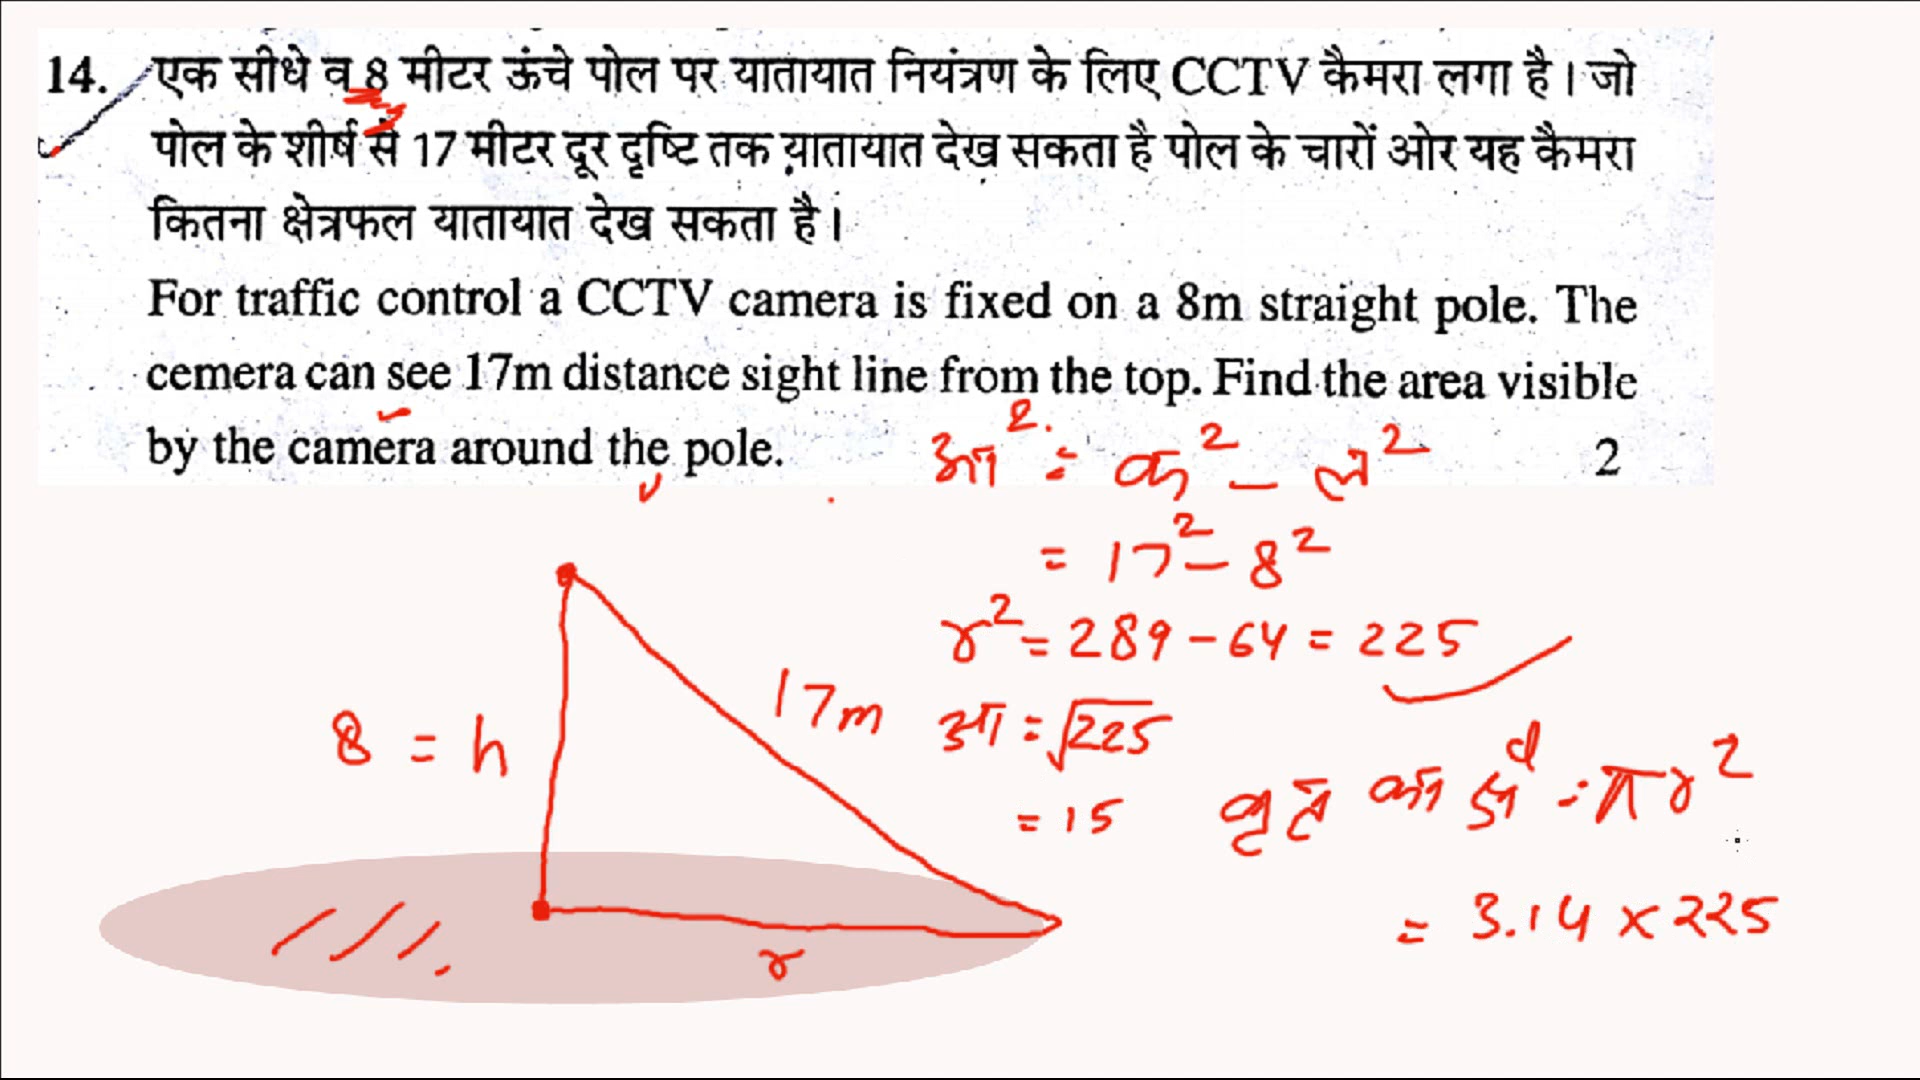 14. एक सीधे व 8 मीटर ऊंचे पोल पर यातायात नियंत्रण के लिए CCTV कैमरा लगा है। जो
पोल के शीर्ष से 17 मीटर दूर दृष्टि तक यातायात देख सकता है पोल के चारों ओर यह कैमरा
कितना क्षेत्रफल यातायात देख सकता है।
For traffic control a CCTV camera is fixed on a 8m straight pole. The
cemera can see 17m distance sight line from the top. Find the area visible
by the camera around the pole. 2
आ² = क² - ल²
= 17² - 8²
r² = 289 - 64 = 225
17m
आ = √225
8 = h
= 15
वृत्त का क्षे = πr²
= 3.14 × 225
r